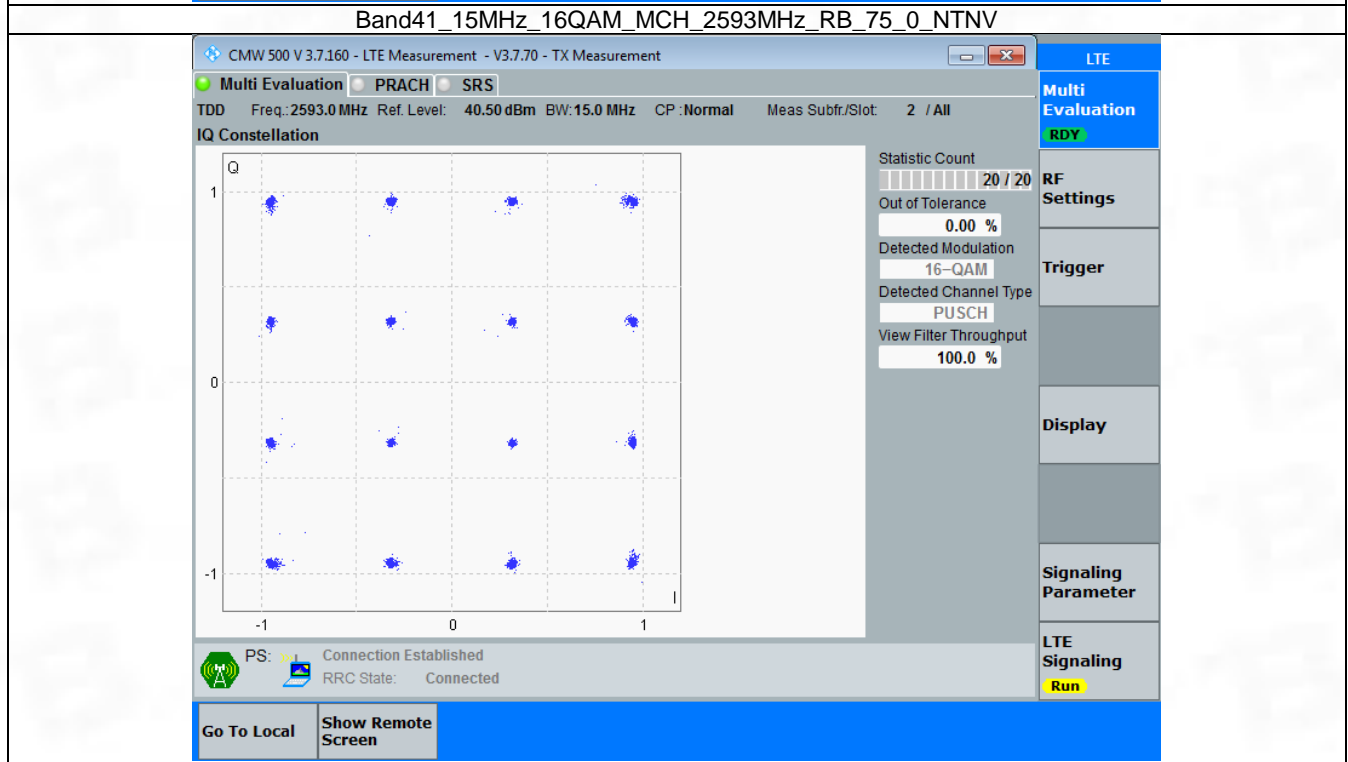 Band41_15MHz_16QAM_MCH_2593MHz_RB_75_0_NTNV
CMW 500 V 3.7.160 - LTE Measurement - V3.7.70 - TX Measurement
LTE
Multi Evaluation PRACH SRS
Multi
Evaluation
RDY
TDD Freq.: 2593.0 MHz Ref. Level: 40.50 dBm BW: 15.0 MHz CP : Normal Meas Subfr./Slot: 2 / All
IQ Constellation
Q
1
0
-1
I
-1 0 1
Statistic Count
20 / 20
Out of Tolerance
0.00 %
Detected Modulation
16-QAM
Detected Channel Type
PUSCH
View Filter Throughput
100.0 %
RF
Settings
Trigger
Display
Signaling
Parameter
LTE
Signaling
Run
PS: Connection Established
RRC State: Connected
Go To Local
Show Remote
Screen